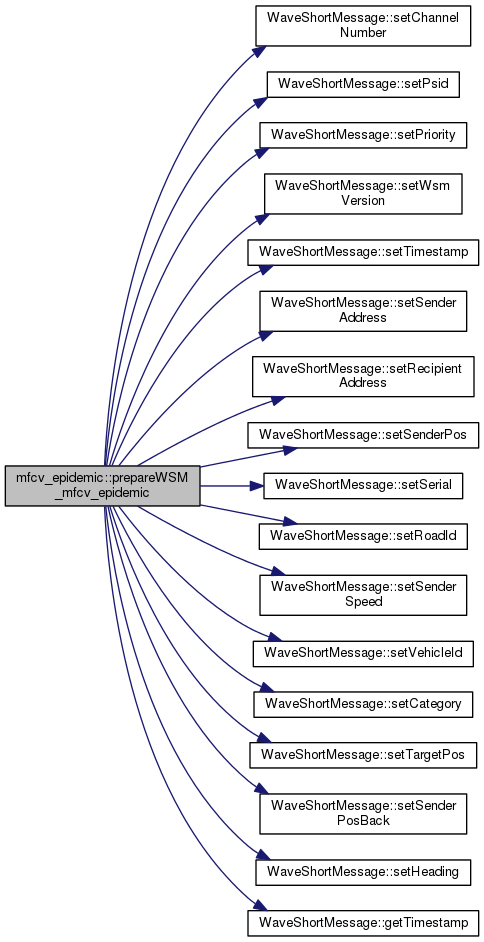 WaveShortMessage::setChannel
Number
WaveShortMessage::setPsid
WaveShortMessage::setPriority
WaveShortMessage::setWsm
Version
WaveShortMessage::setTimestamp
WaveShortMessage::setSender
Address
WaveShortMessage::setRecipient
Address
WaveShortMessage::setSenderPos
mfcv_epidemic::prepareWSM
_mfcv_epidemic
WaveShortMessage::setSerial
WaveShortMessage::setRoadId
WaveShortMessage::setSender
Speed
WaveShortMessage::setVehicleId
WaveShortMessage::setCategory
WaveShortMessage::setTargetPos
WaveShortMessage::setSender
PosBack
WaveShortMessage::setHeading
WaveShortMessage::getTimestamp